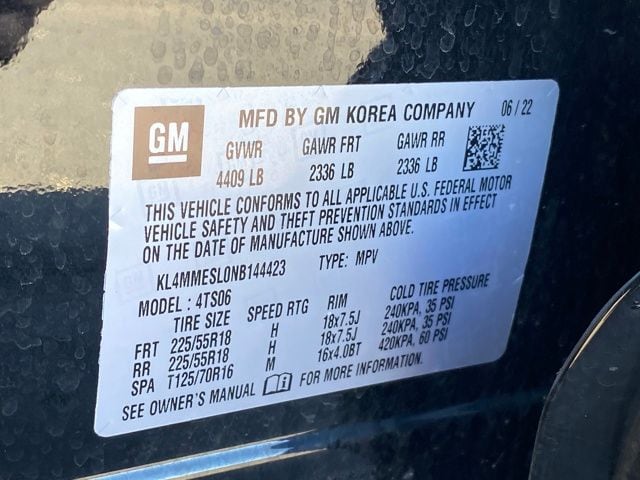 GM
MFD BY GM KOREA COMPANY 06/22
GVWR GAWR FRT GAWR RR
4409 LB 2336 LB 2336 LB
THIS VEHICLE CONFORMS TO ALL APPLICABLE U.S. FEDERAL MOTOR
VEHICLE SAFETY AND THEFT PREVENTION STANDARDS IN EFFECT
ON THE DATE OF MANUFACTURE SHOWN ABOVE.
KL4MMESL0NB144423 TYPE: MPV
MODEL : 4TS06
TIRE SIZE SPEED RTG RIM COLD TIRE PRESSURE
FRT 225/55R18 H 18x7.5J 240KPA, 35 PSI
RR 225/55R18 H 18x7.5J 240KPA, 35 PSI
SPA T125/70R16 M 16x4.0BT 420KPA, 60 PSI
SEE OWNER'S MANUAL FOR MORE INFORMATION.